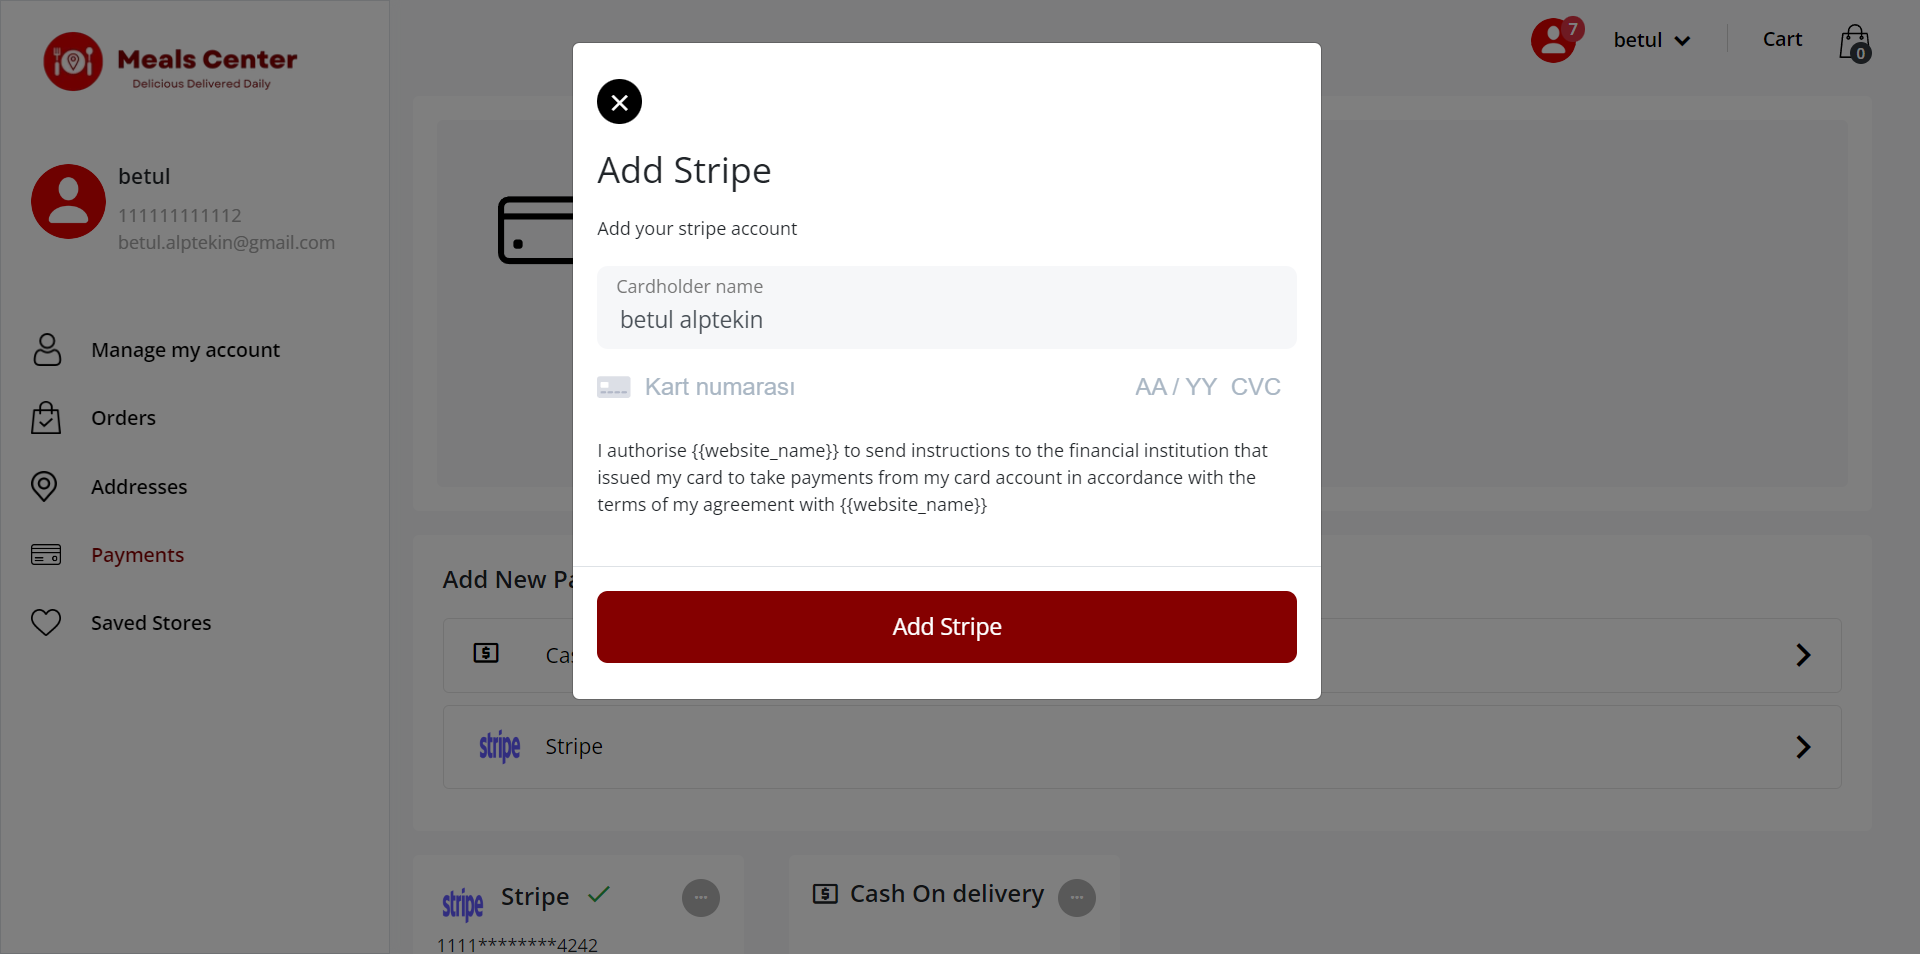 Meals Center
Delicious Delivered Daily
betul
111111111112
betul.alptekin@gmail.com
Manage my account
Orders
Addresses
Payments
Saved Stores
7
betul
Cart
0
Add Stripe
Add your stripe account
Cardholder name
betul alptekin
Kart numarası AA / YY CVC
I authorise {{website_name}} to send instructions to the financial institution that
issued my card to take payments from my card account in accordance with the
terms of my agreement with {{website_name}}
Add Stripe
Add New Pa
Cas
stripe Stripe
stripe Stripe
1111********4242
Cash On delivery